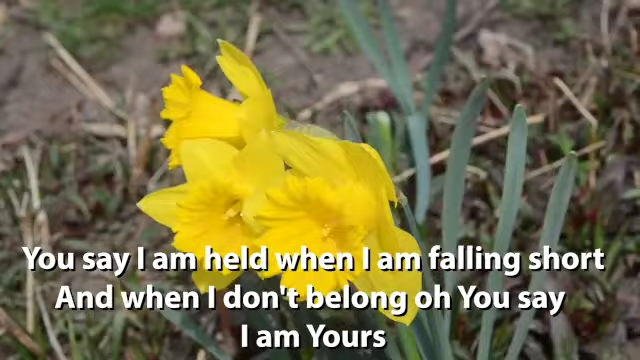 You say I am held when I am falling short
And when I don't belong oh You say
I am Yours